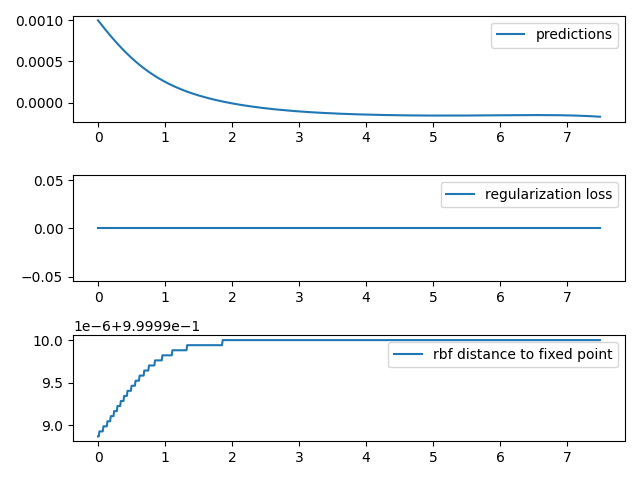 0.0010
0.0005
0.0000
predictions
0 1 2 3 4 5 6 7
0.05
0.00
−0.05
regularization loss
0 1 2 3 4 5 6 7
1e−6+9.9999e−1
10.0
9.5
9.0
rbf distance to fixed point
0 1 2 3 4 5 6 7